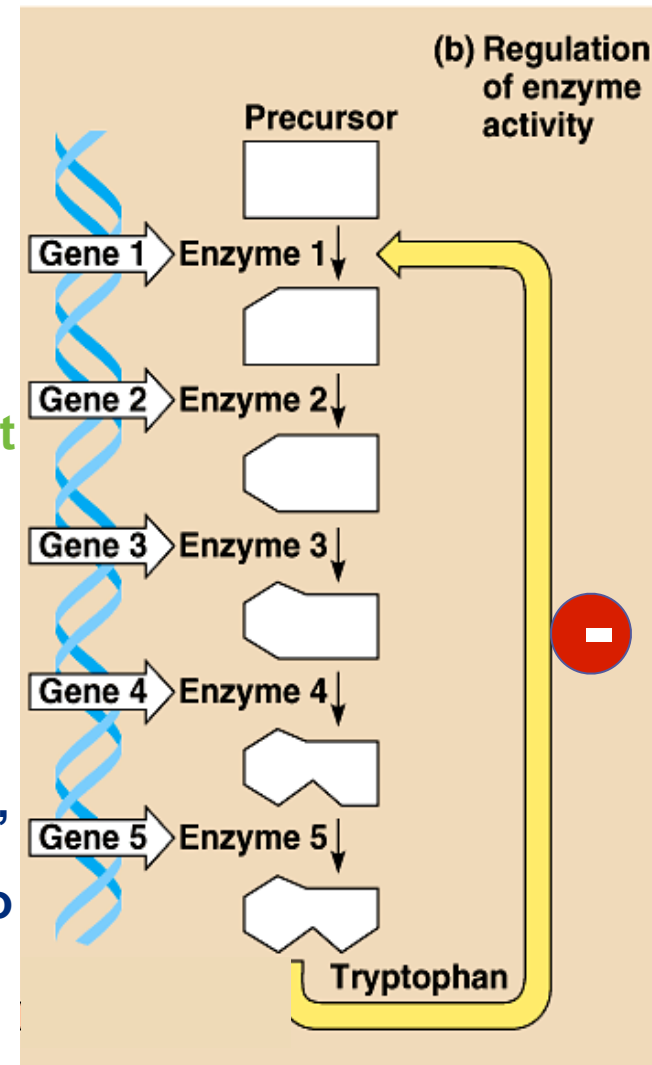 (b) Regulation
of enzyme
activity
Precursor
Gene 1 Enzyme 1
Gene 2 Enzyme 2
t
Gene 3 Enzyme 3
Gene 4 Enzyme 4
,
Gene 5 Enzyme 5
o
-
Tryptophan